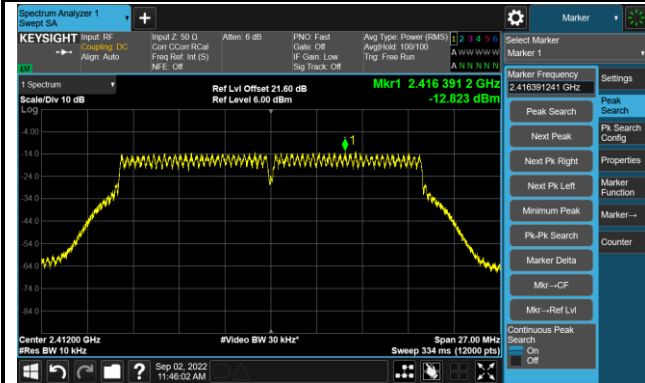 Spectrum Analyzer 1
Swept SA
Marker
KEYSIGHT
Input: RF
Coupling: DC
Align: Auto
Input Z: 50 Ω
Corr CCorr RCal
Freq Ref: Int (S)
NFE: Off
Atten: 6 dB
PNO: Fast
Gate: Off
IF Gain: Low
Sig Track: Off
Avg Type: Power (RMS)
Avg|Hold: 100/100
Trig: Free Run
1 2 3 4 5 6
A W W W W W
A N N N N N
LVI
1 Spectrum
Scale/Div 10 dB
Log
Ref Lvl Offset 21.60 dB
Ref Level 6.00 dBm
Mkr1 2.416 391 2 GHz
-12.823 dBm
-4.00
-14.0
-24.0
-34.0
-44.0
-54.0
-64.0
-74.0
-84.0
1
Center 2.41200 GHz
#Res BW 10 kHz
#Video BW 30 kHz*
Span 27.00 MHz
Sweep 334 ms (12000 pts)
Sep 02, 2022
11:46:02 AM
Select Marker
Marker 1
Marker Frequency
2.416391241 GHz
Peak Search
Next Peak
Next Pk Right
Next Pk Left
Minimum Peak
Pk-Pk Search
Marker Delta
Mkr→CF
Mkr→Ref Lvl
Continuous Peak
Search
On
Off
Settings
Peak
Search
Pk Search
Config
Properties
Marker
Function
Marker→
Counter